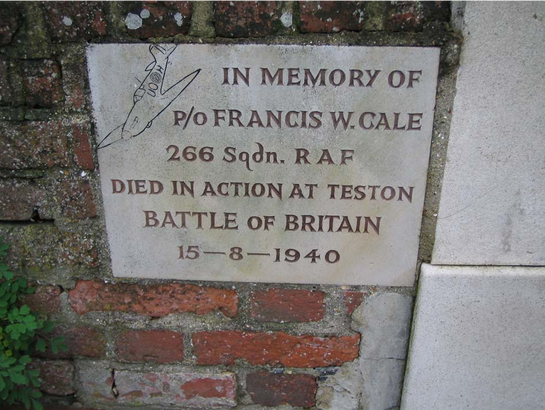 IN MEMORY OF
P/O FRANCIS W. CALE
266 Sqdn. RAF
DIED IN ACTION AT TESTON
BATTLE OF BRITAIN
15-8-1940